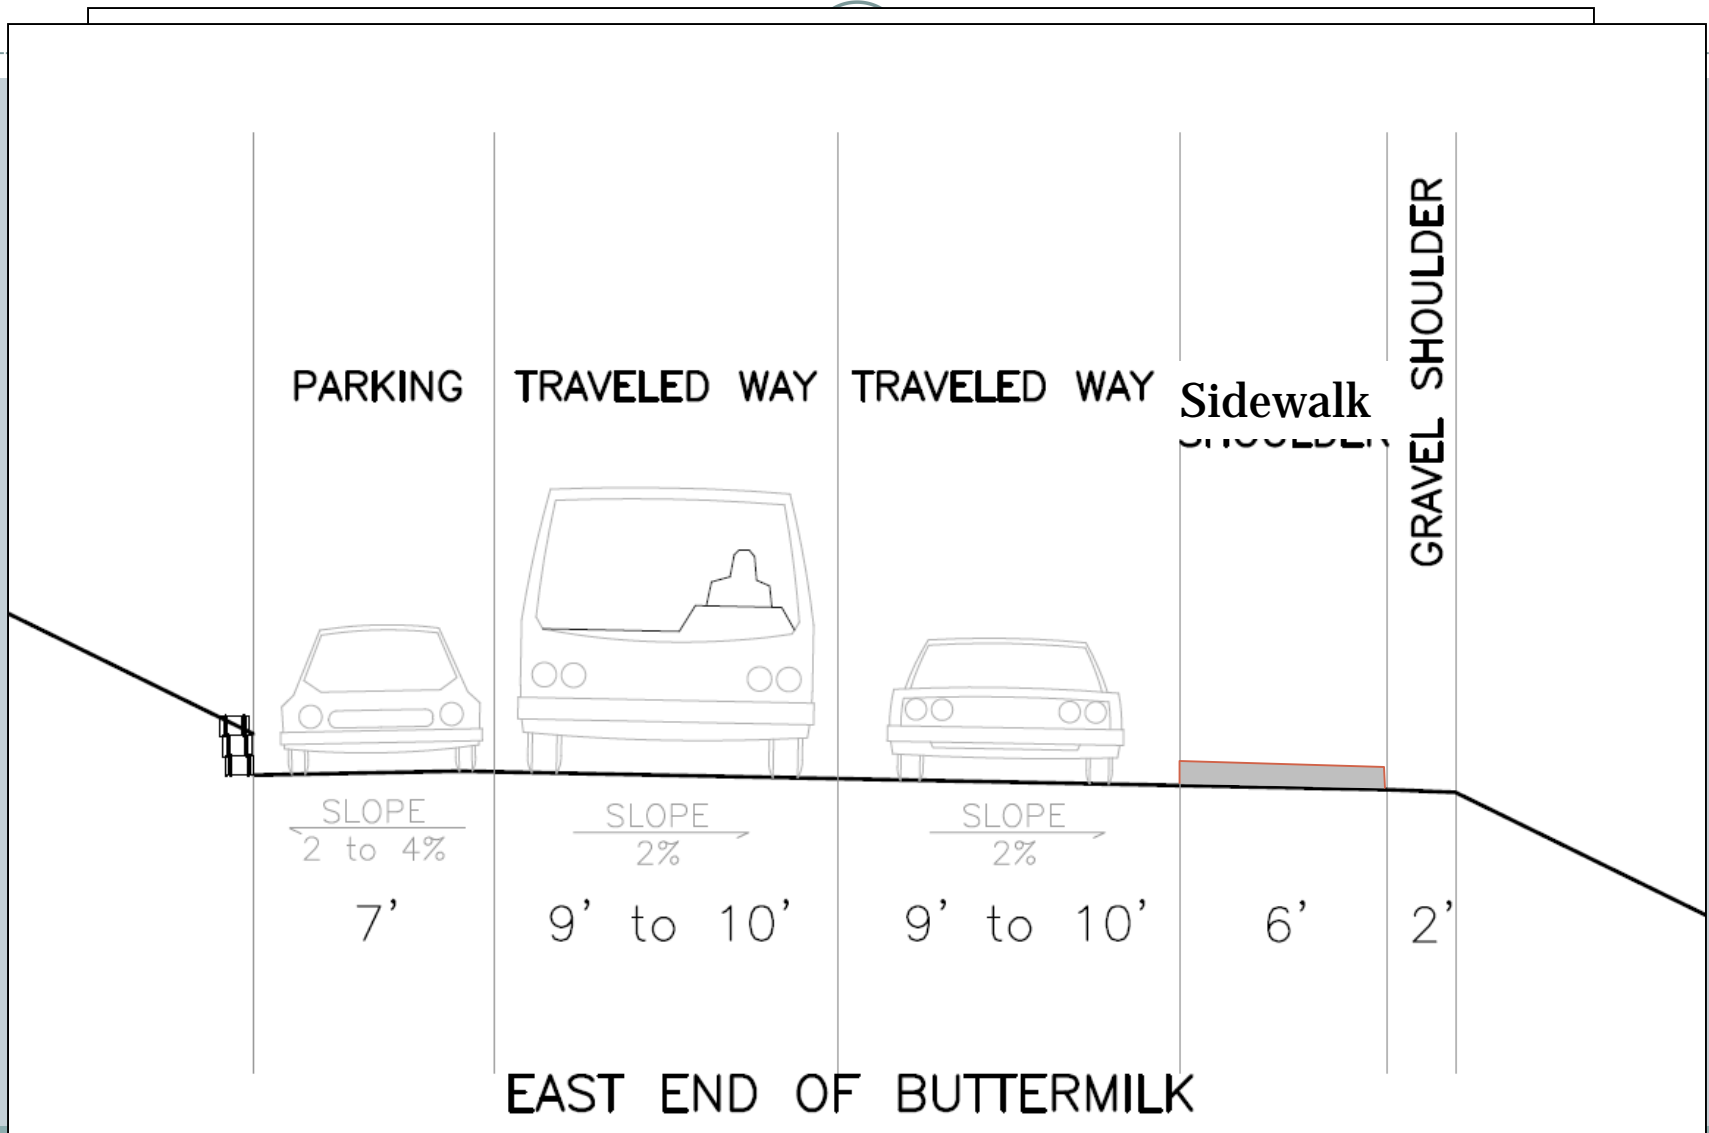 PARKING
TRAVELED WAY
TRAVELED WAY
Sidewalk
SHOULDER
GRAVEL SHOULDER
SLOPE
2 to 4%
SLOPE
2%
SLOPE
2%
7'
9' to 10'
9' to 10'
6'
2'
EAST END OF BUTTERMILK